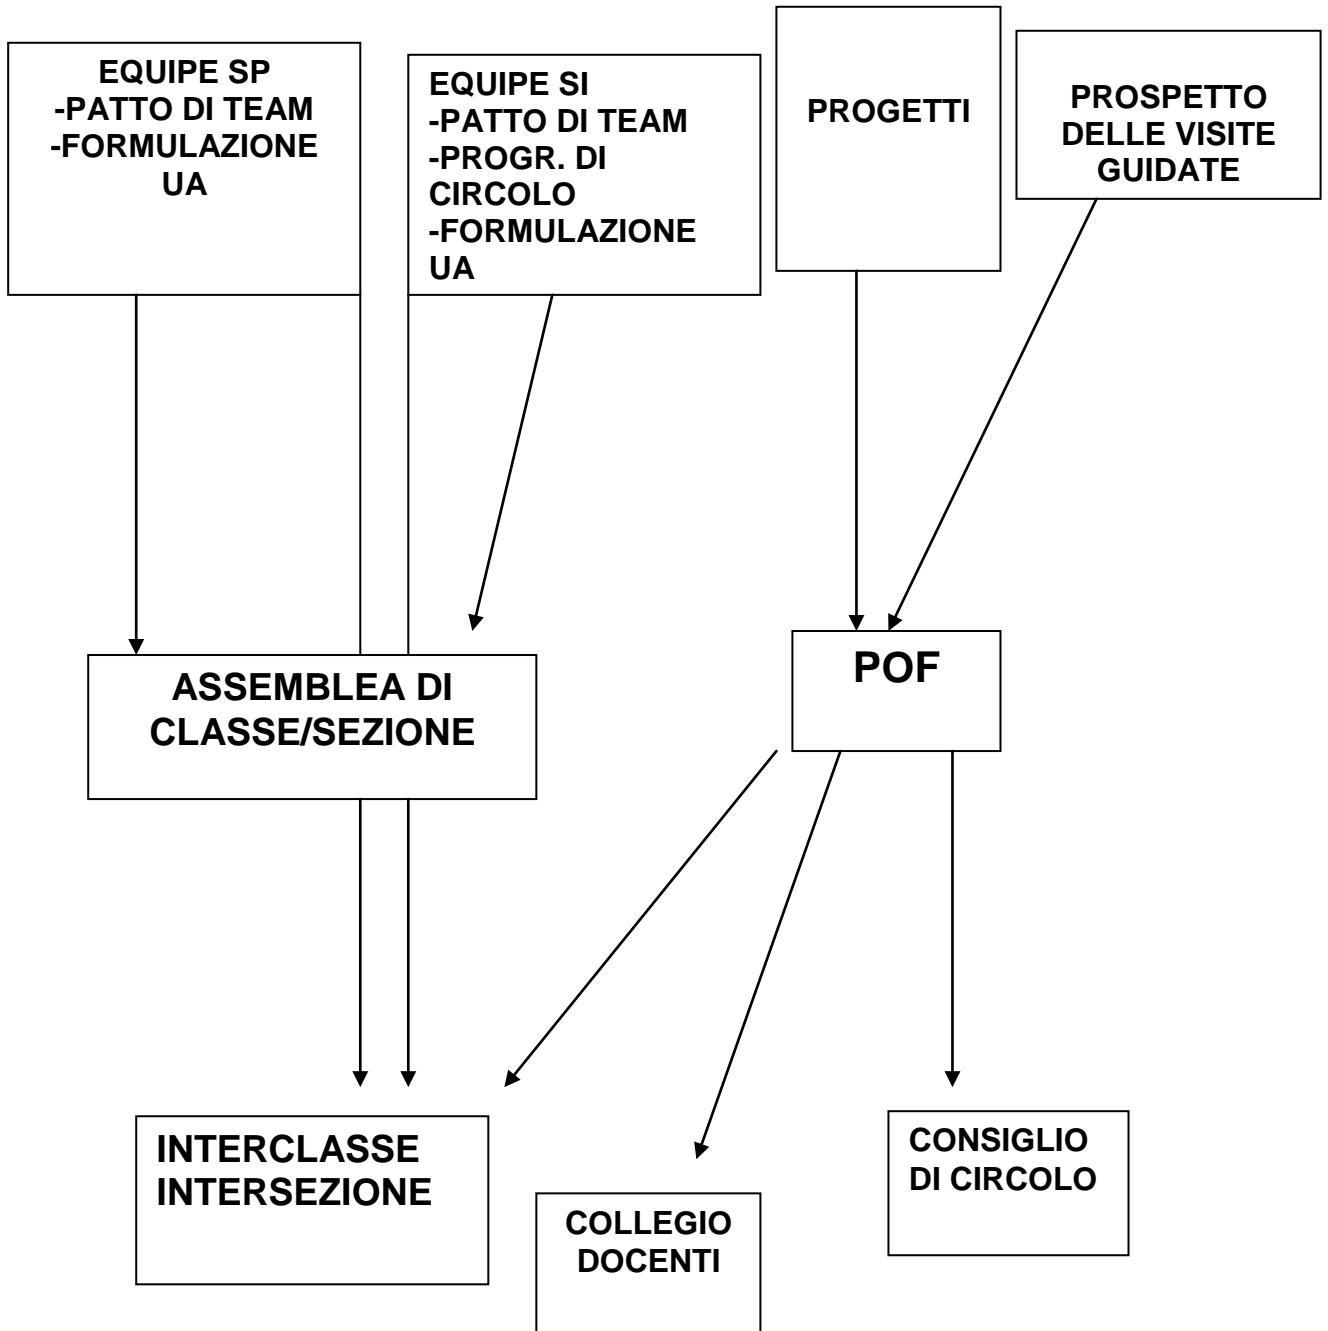 EQUIPE SP
-PATTO DI TEAM
-FORMULAZIONE
UA
EQUIPE SI
-PATTO DI TEAM
-PROGR. DI
CIRCOLO
-FORMULAZIONE
UA
PROGETTI
PROSPETTO
DELLE VISITE
GUIDATE
ASSEMBLEA DI
CLASSE/SEZIONE
POF
INTERCLASSE
INTERSEZIONE
COLLEGIO
DOCENTI
CONSIGLIO
DI CIRCOLO